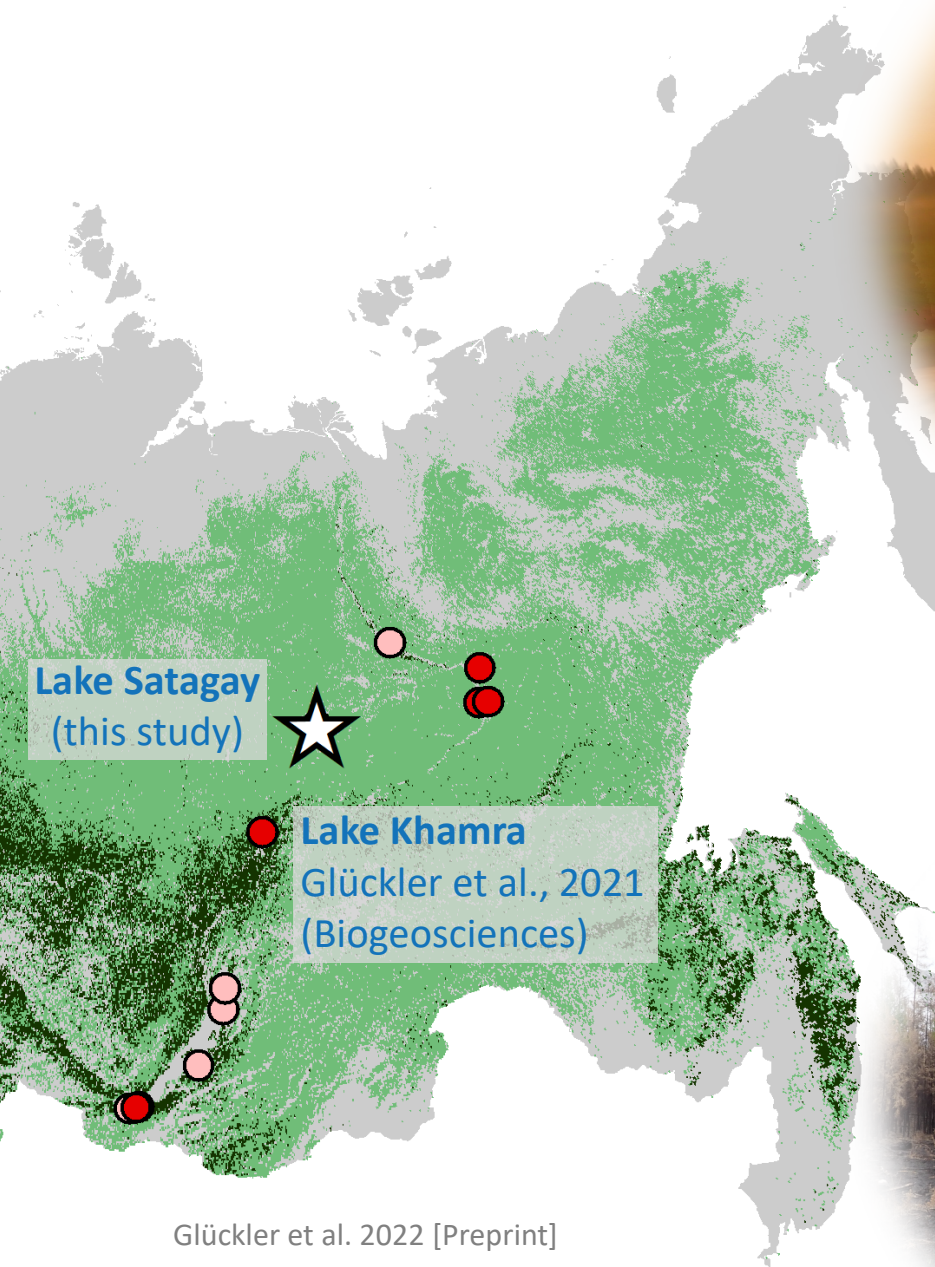 Lake Satagay
(this study)
Lake Khamra
Glückler et al., 2021
(Biogeosciences)
Glückler et al. 2022 [Preprint]